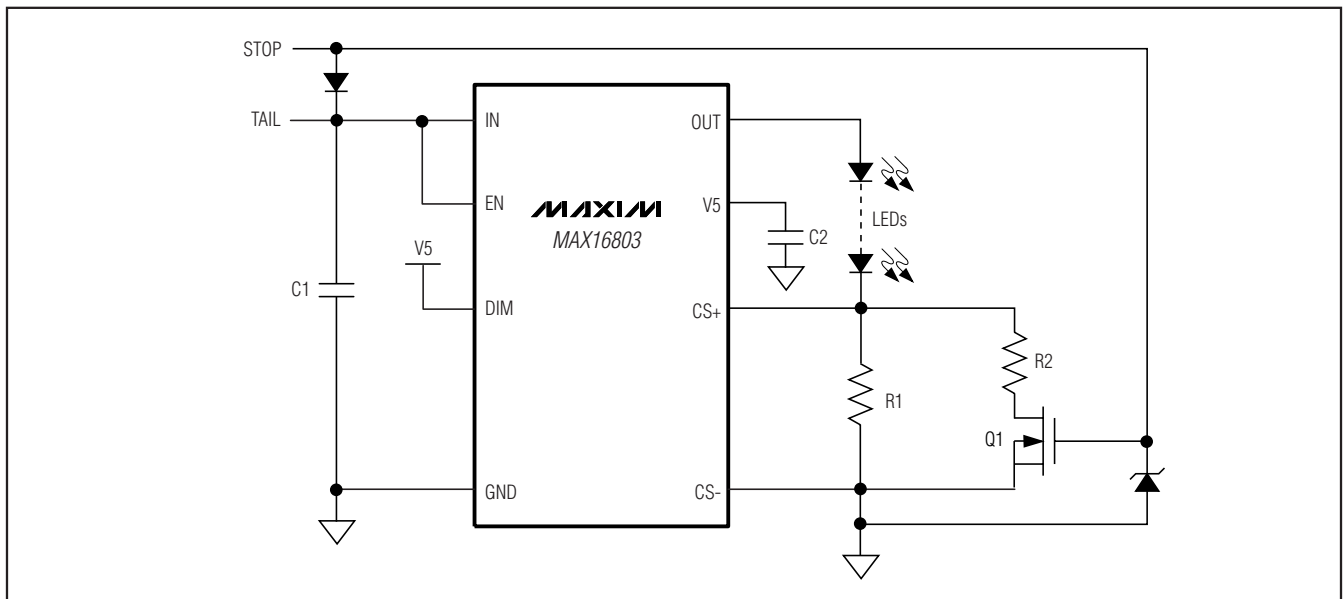 STOP
TAIL
IN
OUT
EN
V5
MAXIM
MAX16803
LEDs
C2
V5
C1
DIM
CS+
R2
R1
Q1
GND
CS-